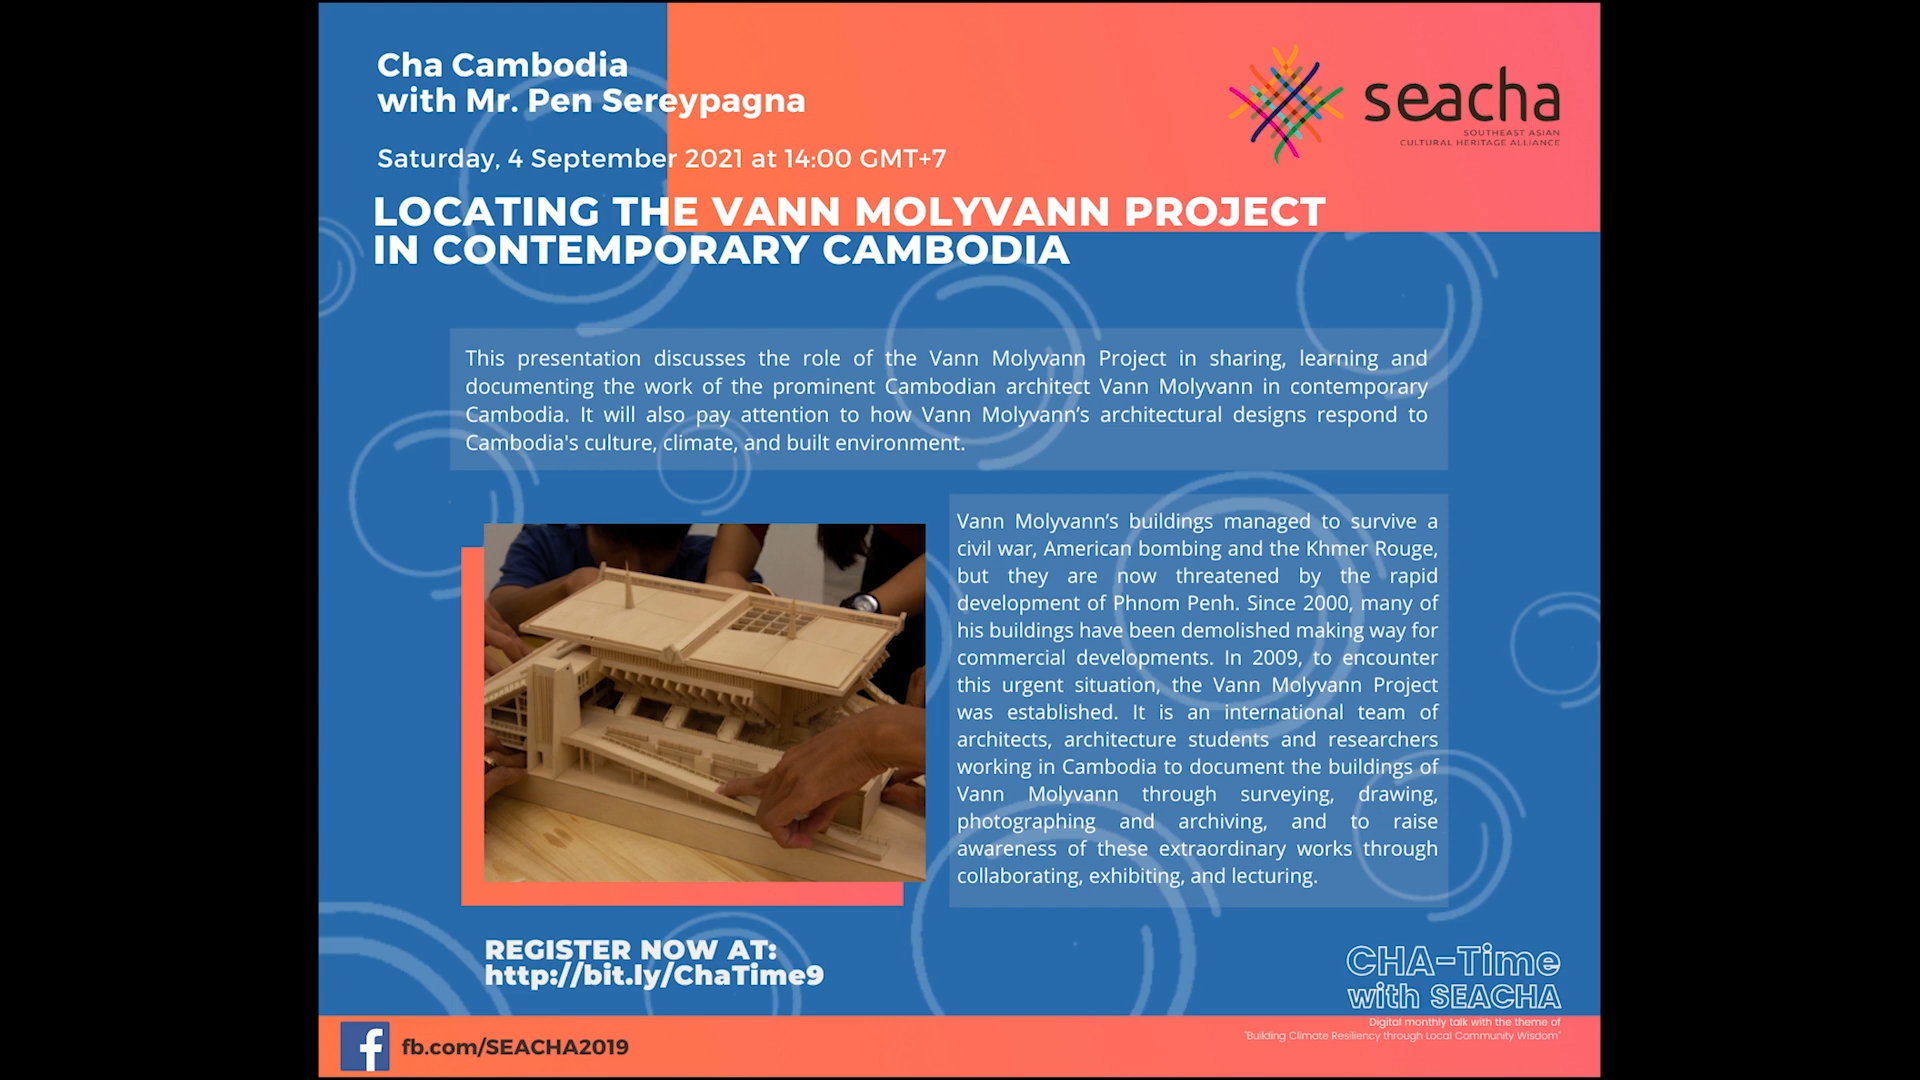 Cha Cambodia
with Mr. Pen Sereypagna
Saturday, 4 September 2021 at 14:00 GMT+7
seacha
SOUTHEAST ASIAN
CULTURAL HERITAGE ALLIANCE
LOCATING THE VANN MOLYVANN PROJECT
IN CONTEMPORARY CAMBODIA
This presentation discusses the role of the Vann Molyvann Project in sharing, learning and
documenting the work of the prominent Cambodian architect Vann Molyvann in contemporary
Cambodia. It will also pay attention to how Vann Molyvann’s architectural designs respond to
Cambodia's culture, climate, and built environment.
Vann Molyvann’s buildings managed to survive a
civil war, American bombing and the Khmer Rouge,
but they are now threatened by the rapid
development of Phnom Penh. Since 2000, many of
his buildings have been demolished making way for
commercial developments. In 2009, to encounter
this urgent situation, the Vann Molyvann Project
was established. It is an international team of
architects, architecture students and researchers
working in Cambodia to document the buildings of
Vann Molyvann through surveying, drawing,
photographing and archiving, and to raise
awareness of these extraordinary works through
collaborating, exhibiting, and lecturing.
REGISTER NOW AT:
http://bit.ly/ChaTime9
CHA-Time
with SEACHA
Digital monthly talk with the theme of
"Building Climate Resiliency through Local Community Wisdom"
fb.com/SEACHA2019